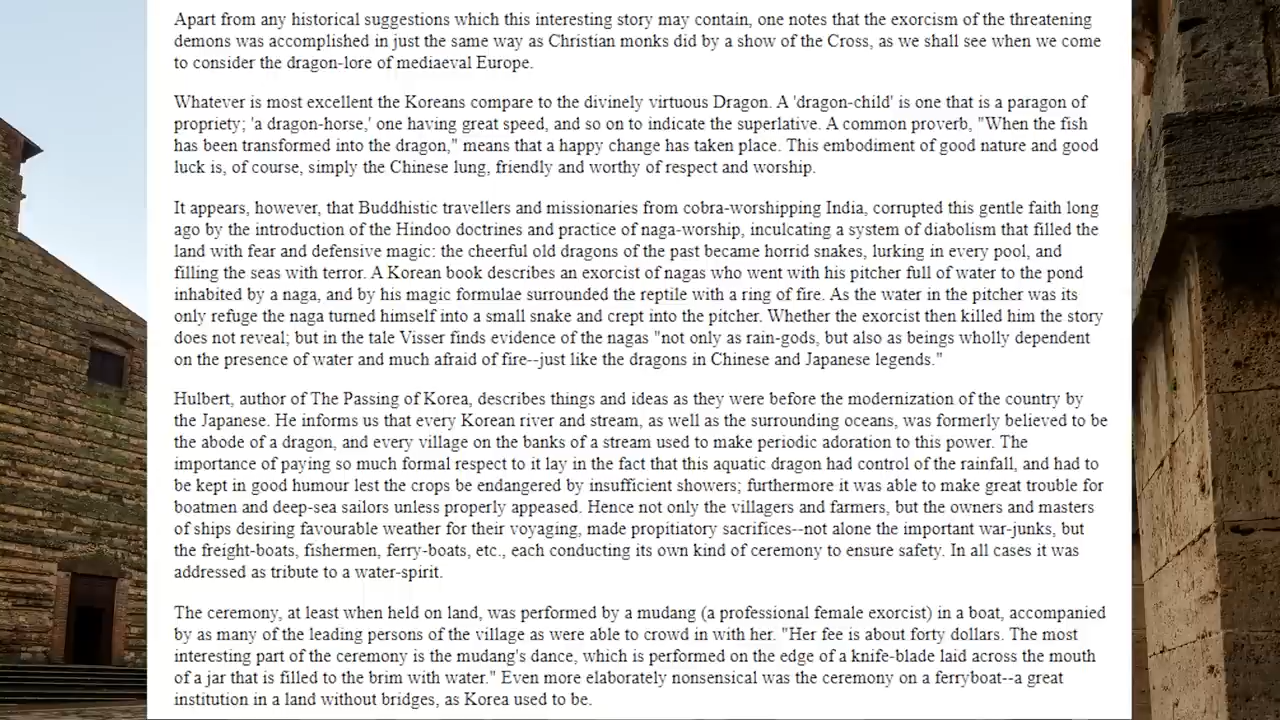 Apart from any historical suggestions which this interesting story may contain, one notes that the exorcism of the threatening
demons was accomplished in just the same way as Christian monks did by a show of the Cross, as we shall see when we come
to consider the dragon-lore of mediaeval Europe.
Whatever is most excellent the Koreans compare to the divinely virtuous Dragon. A 'dragon-child' is one that is a paragon of
propriety; 'a dragon-horse,' one having great speed, and so on to indicate the superlative. A common proverb, "When the fish
has been transformed into the dragon," means that a happy change has taken place. This embodiment of good nature and good
luck is, of course, simply the Chinese lung, friendly and worthy of respect and worship.
It appears, however, that Buddhistic travellers and missionaries from cobra-worshipping India, corrupted this gentle faith long
ago by the introduction of the Hindoo doctrines and practice of naga-worship, inculcating a system of diabolism that filled the
land with fear and defensive magic: the cheerful old dragons of the past became horrid snakes, lurking in every pool, and
filling the seas with terror. A Korean book describes an exorcist of nagas who went with his pitcher full of water to the pond
inhabited by a naga, and by his magic formulae surrounded the reptile with a ring of fire. As the water in the pitcher was its
only refuge the naga turned himself into a small snake and crept into the pitcher. Whether the exorcist then killed him the story
does not reveal; but in the tale Visser finds evidence of the nagas "not only as rain-gods, but also as beings wholly dependent
on the presence of water and much afraid of fire--just like the dragons in Chinese and Japanese legends."
Hulbert, author of The Passing of Korea, describes things and ideas as they were before the modernization of the country by
the Japanese. He informs us that every Korean river and stream, as well as the surrounding oceans, was formerly believed to be
the abode of a dragon, and every village on the banks of a stream used to make periodic adoration to this power. The
importance of paying so much formal respect to it lay in the fact that this aquatic dragon had control of the rainfall, and had to
be kept in good humour lest the crops be endangered by insufficient showers; furthermore it was able to make great trouble for
boatmen and deep-sea sailors unless properly appeased. Hence not only the villagers and farmers, but the owners and masters
of ships desiring favourable weather for their voyaging, made propitiatory sacrifices--not alone the important war-junks, but
the freight-boats, fishermen, ferry-boats, etc., each conducting its own kind of ceremony to ensure safety. In all cases it was
addressed as tribute to a water-spirit.
The ceremony, at least when held on land, was performed by a mudang (a professional female exorcist) in a boat, accompanied
by as many of the leading persons of the village as were able to crowd in with her. "Her fee is about forty dollars. The most
interesting part of the ceremony is the mudang's dance, which is performed on the edge of a knife-blade laid across the mouth
of a jar that is filled to the brim with water." Even more elaborately nonsensical was the ceremony on a ferryboat--a great
institution in a land without bridges, as Korea used to be.